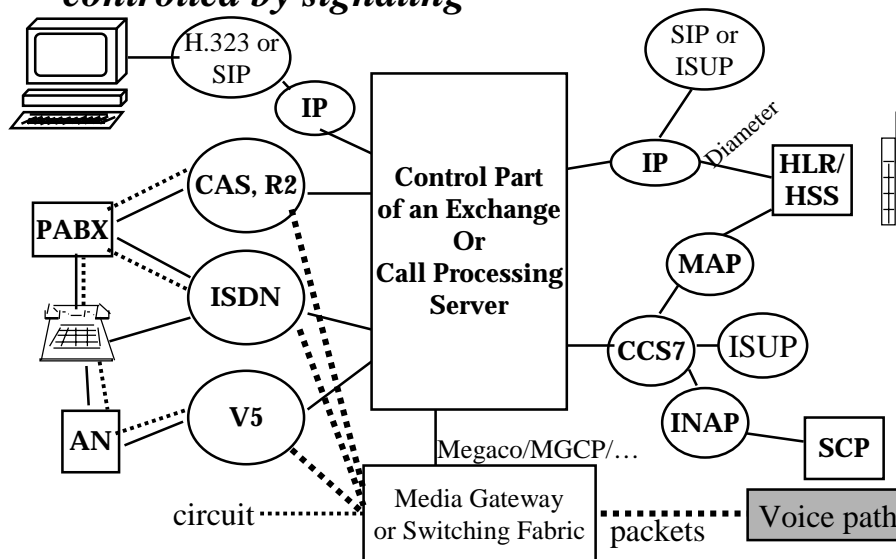 controlled by signaling
H.323 or
SIP
IP
CAS, R2
PABX
ISDN
V5
AN
Control Part
of an Exchange
Or
Call Processing
Server
SIP or
ISUP
IP
Diameter
HLR/
HSS
MAP
CCS7
ISUP
INAP
SCP
Megaco/MGCP/…
circuit
Media Gateway
or Switching Fabric
packets
Voice path